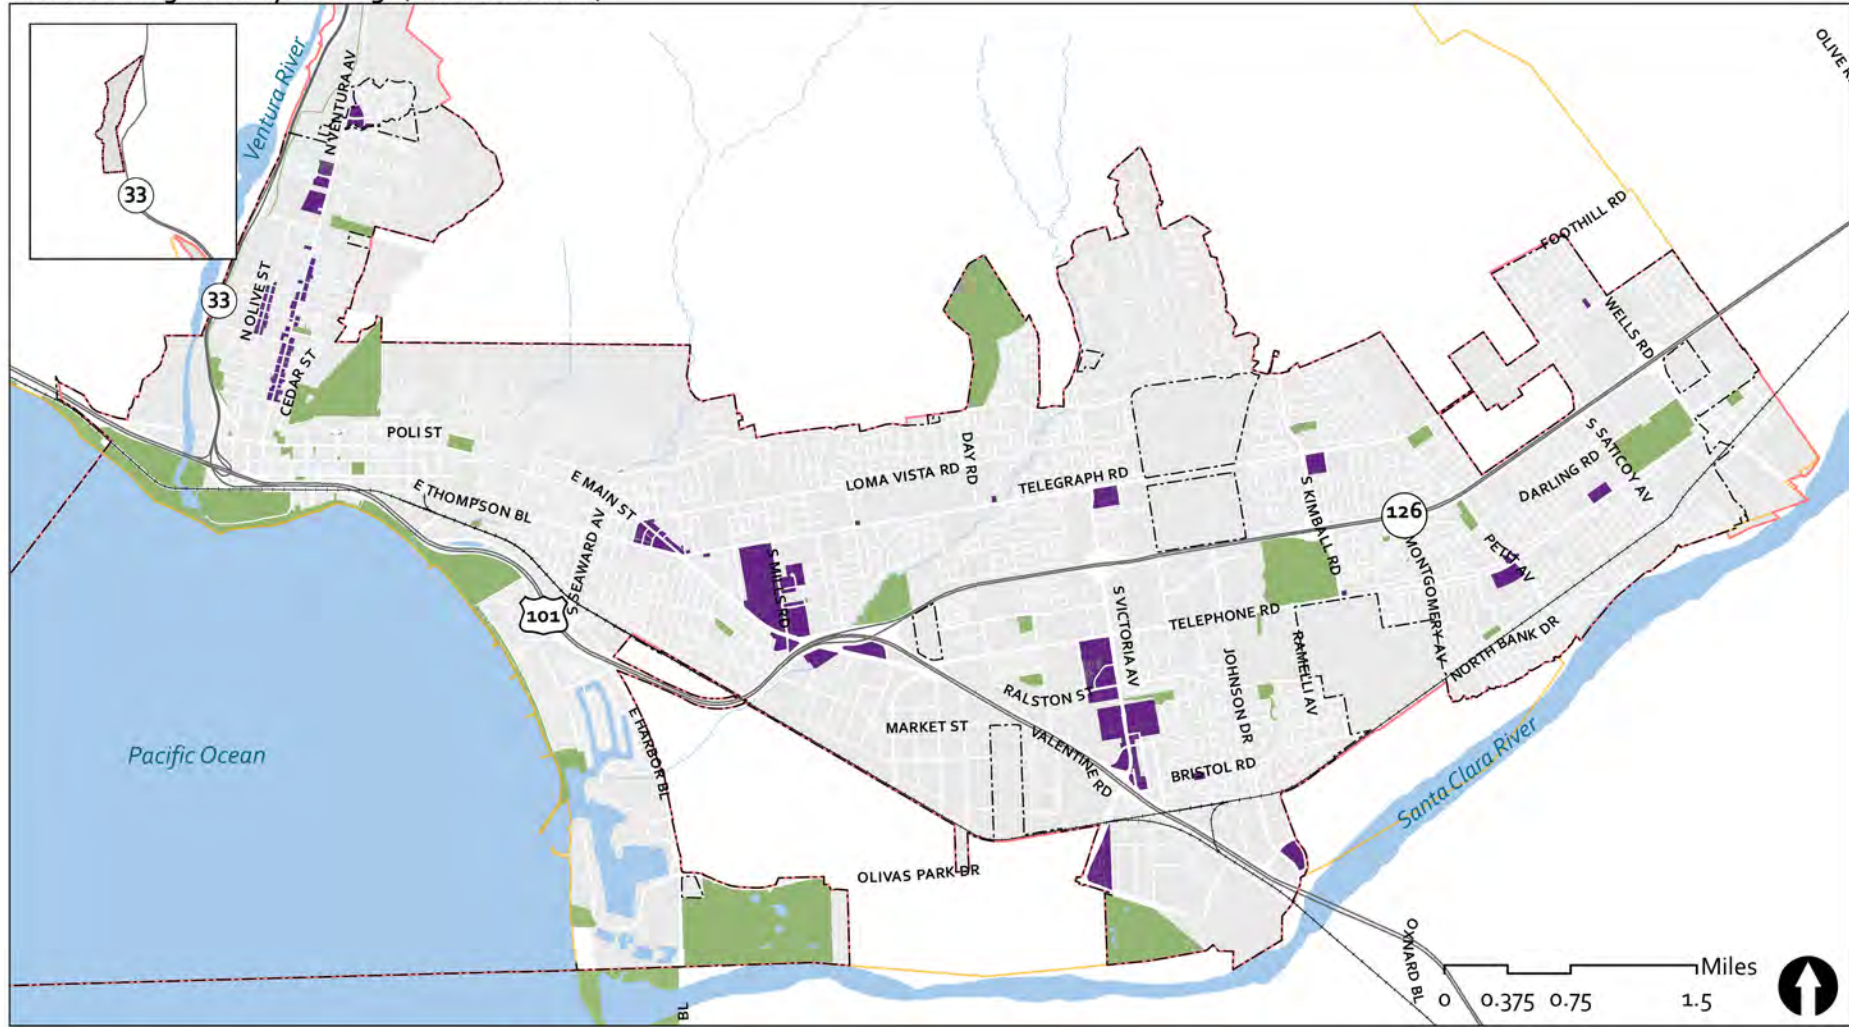 33
Ventura River
N VENTURA AV
OLIVE
FOOTHILL RD
33
N OLIVE ST
CEDAR ST
WELLS RD
POLI ST
E THOMPSON BL
E MAIN ST
S SEAWARD AV
LOMA VISTA RD
DAY RD
TELEGRAPH RD
S KIMBALL RD
126
DARLING RD
S SATICOY AV
PETIT AV
MONTGOMERY AV
S MILLS RD
101
S VICTORIA AV
TELEPHONE RD
RAMELLI AV
NORTH BANK DR
JOHNSON DR
RALSTON ST
MARKET ST
VALENTINE RD
BRISTOL RD
E HARBOR BL
Pacific Ocean
Santa Clara River
OLIVAS PARK DR
OXNARD BL
BL
Miles
0 0.375 0.75 1.5